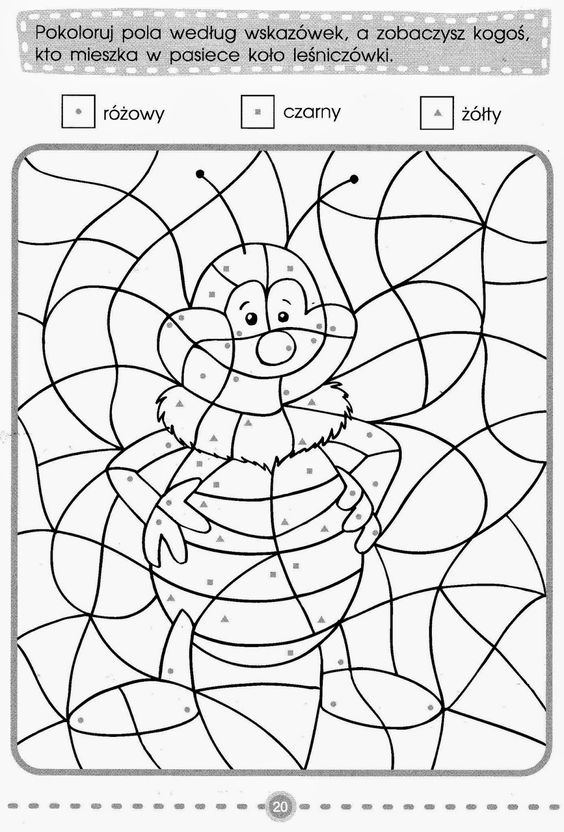 Pokoloruj pola według wskazówek, a zobaczysz kogoś,
kto mieszka w pasiece koło leśniczówki.
różowy czarny żółty
20